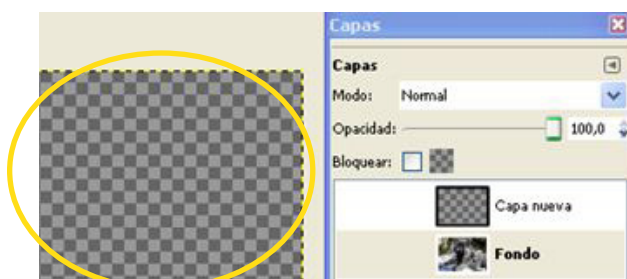 Capas
Capas
Modo: Normal
Opacidad: 100,0
Bloquear:
Capa nueva
Fondo